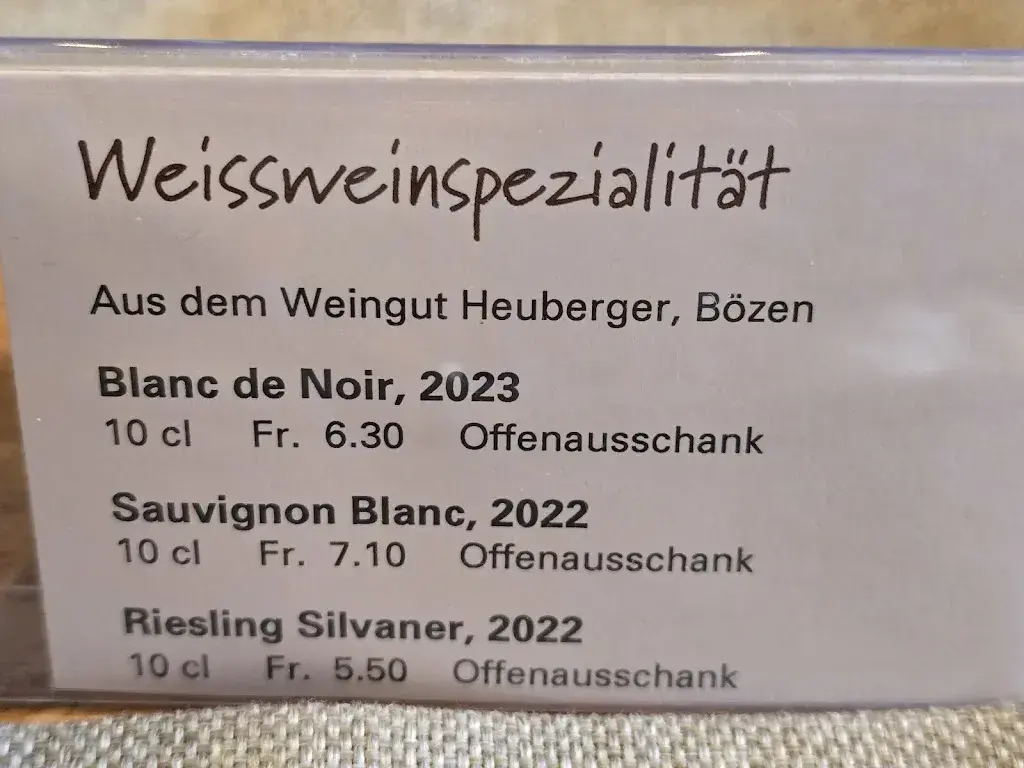 Weissweinspezialität
Aus dem Weingut Heuberger, Bözen
Blanc de Noir, 2023
10 cl Fr. 6.30 Offenausschank
Sauvignon Blanc, 2022
10 cl Fr. 7.10 Offenausschank
Riesling Silvaner, 2022
10 cl Fr. 5.50 Offenausschank